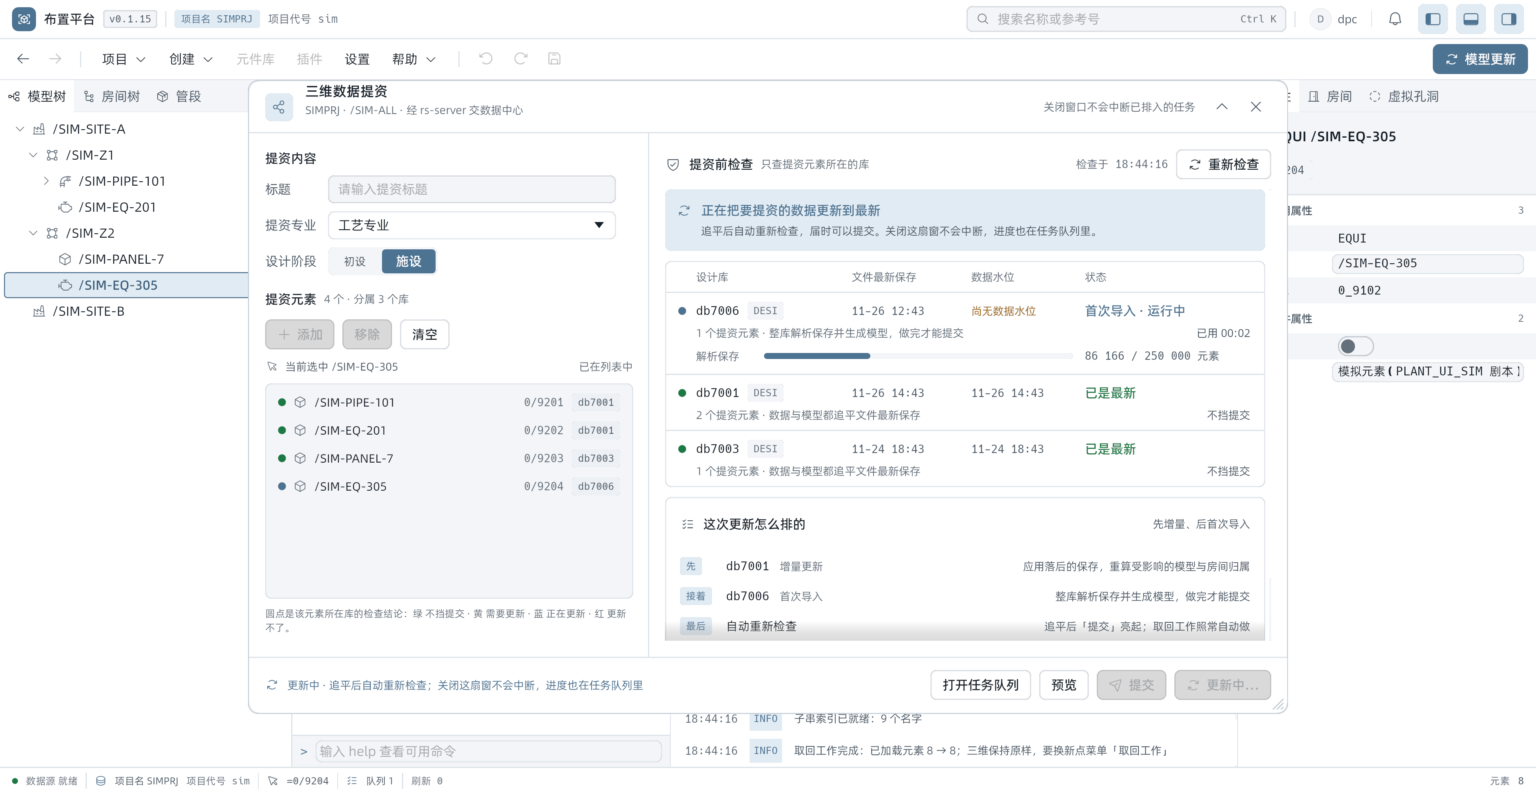 布置平台 v0.1.15 项目名 SIMPRJ 项目代号 sim 搜索名称或参考号 Ctrl K D dpc
项目 创建 元件库 插件 设置 帮助 模型更新
模型树 房间树 管段
/SIM-SITE-A
/SIM-Z1
/SIM-PIPE-101
/SIM-EQ-201
/SIM-Z2
/SIM-PANEL-7
/SIM-EQ-305
/SIM-SITE-B
三维数据提资
SIMPRJ · /SIM-ALL · 经 rs-server 交数据中心
关闭窗口不会中断已排入的任务
提资内容
标题 请输入提资标题
提资专业 工艺专业
设计阶段 初设 施设
提资元素 4 个 · 分属 3 个库
添加 移除 清空
当前选中 /SIM-EQ-305 已在列表中
/SIM-PIPE-101 0/9201 db7001
/SIM-EQ-201 0/9202 db7001
/SIM-PANEL-7 0/9203 db7003
/SIM-EQ-305 0/9204 db7006
圆点是该元素所在库的检查结论：绿 不挡提交 · 黄 需要更新 · 蓝 正在更新 · 红 更新
不了。
提资前检查 只查提资元素所在的库 检查于 18:44:16 重新检查
正在把要提资的数据更新到最新
追平后自动重新检查，届时可以提交。关闭这扇窗不会中断，进度也在任务队列里。
设计库 文件最新保存 数据水位 状态
db7006 DESI 11-26 12:43 尚无数据水位 首次导入 · 运行中
1 个提资元素 · 整库解析保存并生成模型，做完才能提交 已用 00:02
解析保存 86 166 / 250 000 元素
db7001 DESI 11-26 14:43 11-26 14:43 已是最新
2 个提资元素 · 数据与模型都追平文件最新保存 不挡提交
db7003 DESI 11-24 18:43 11-24 18:43 已是最新
1 个提资元素 · 数据与模型都追平文件最新保存 不挡提交
这次更新怎么排的 先增量、后首次导入
先 db7001 增量更新 应用落后的保存，重算受影响的模型与房间归属
接着 db7006 首次导入 整库解析保存并生成模型，做完才能提交
最后 自动重新检查 追平后「提交」亮起；取回工作照常自动做
更新中 · 追平后自动重新检查；关闭这扇窗不会中断，进度也在任务队列里
打开任务队列 预览 提交 更新中…
房间 虚拟孔洞
QUI /SIM-EQ-305
204
属性 3
EQUI
/SIM-EQ-305
0_9102
属性 2
模拟元素(PLANT_UI_SIM 剧本)
18:44:16 INFO 子串索引已就绪：9 个名字
> 输入 help 查看可用命令
18:44:16 INFO 取回工作完成：已加载元素 8 → 8；三维保持原样，要换新点菜单「取回工作」
数据源 就绪 项目名 SIMPRJ 项目代号 sim =0/9204 队列 1 刷新 0 元素 8